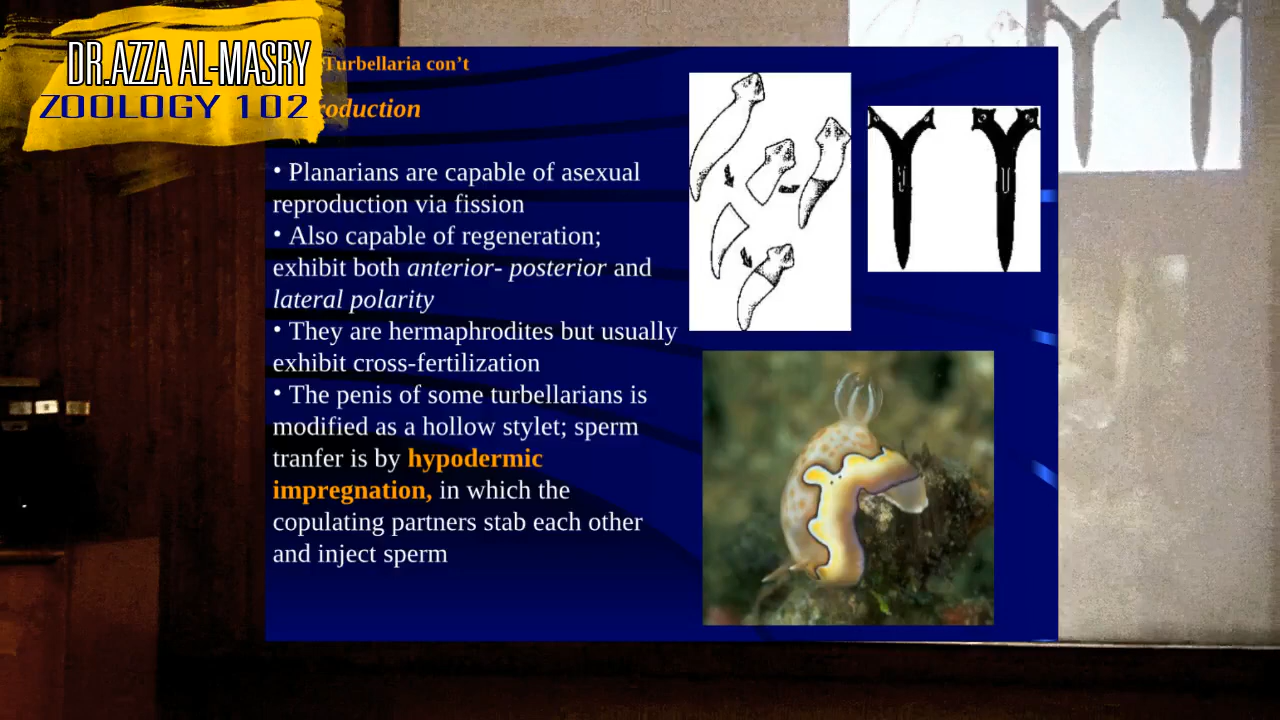 DR.AZZA AL-MASRY
ZOOLOGY 102
Turbellaria con’t
• Planarians are capable of asexual
reproduction via fission
• Also capable of regeneration;
exhibit both anterior- posterior and
lateral polarity
• They are hermaphrodites but usually
exhibit cross-fertilization
• The penis of some turbellarians is
modified as a hollow stylet; sperm
tranfer is by hypodermic
impregnation, in which the
copulating partners stab each other
and inject sperm